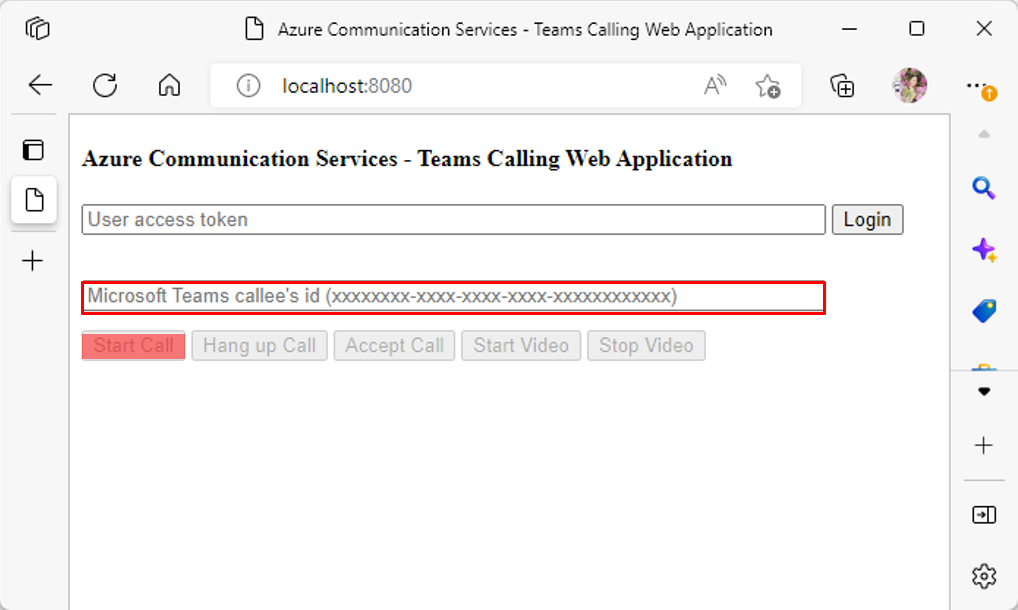 Azure Communication Services - Teams Calling Web Application
localhost:8080
Azure Communication Services - Teams Calling Web Application
User access token Login
Microsoft Teams callee's id (xxxxxxxx-xxxx-xxxx-xxxx-xxxxxxxxxxxx)
Start Call Hang up Call Accept Call Start Video Stop Video